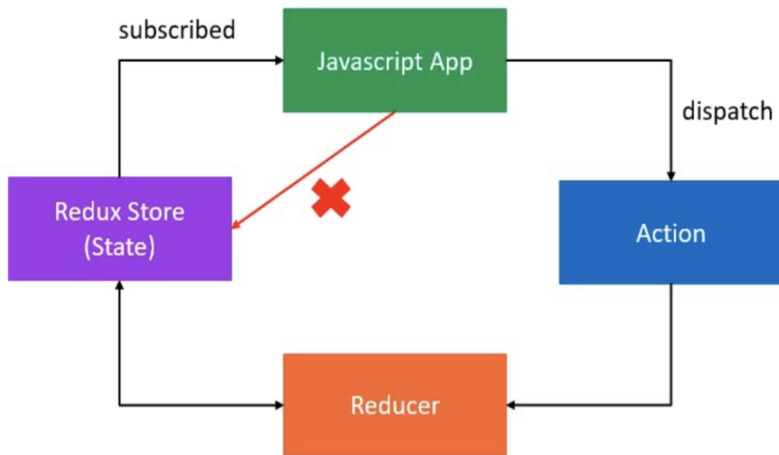 subscribed
Javascript App
dispatch
Redux Store
(State)
Action
Reducer